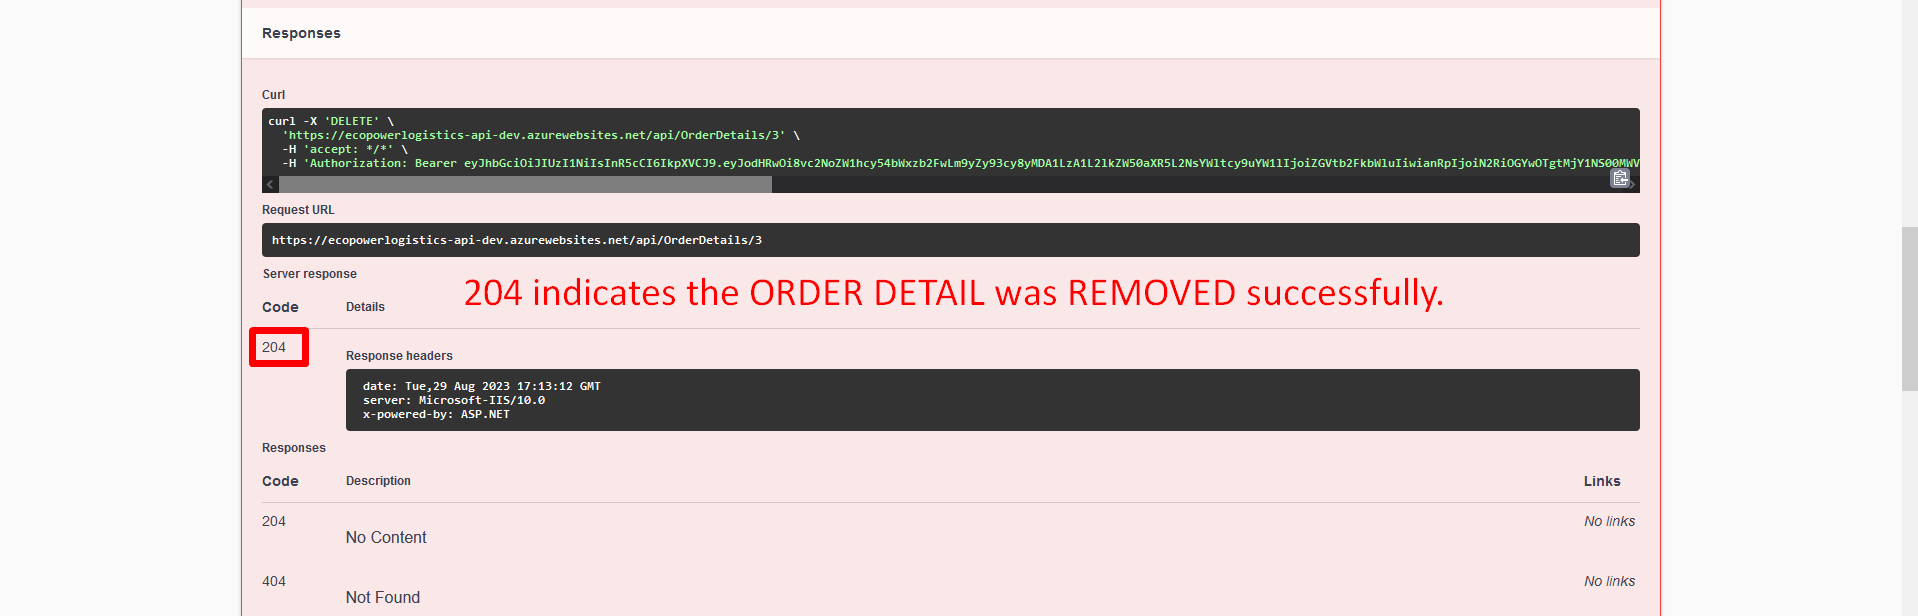 Responses
Curl
curl -X 'DELETE' \
'https://ecopowerlogistics-api-dev.azurewebsites.net/api/OrderDetails/3' \
-H 'accept: */*' \
-H 'Authorization: Bearer eyJhbGciOiJIUzI1NiIsInR5cCI6IkpXVCJ9.eyJodHRwOi8vc2NoZW1hcy54bWxzb2FwLm9yZy93cy8yMDA1LzA1L2lkZW50aXR5L2NsYWltcy9uYW1lIjoiZGVtb2FkbWluIiwianRpIjoiN2RiOGYwOTgtMjY1NS00MWV
Request URL
https://ecopowerlogistics-api-dev.azurewebsites.net/api/OrderDetails/3
Server response
204 indicates the ORDER DETAIL was REMOVED successfully.
Code Details
204
Response headers
date: Tue,29 Aug 2023 17:13:12 GMT
server: Microsoft-IIS/10.0
x-powered-by: ASP.NET
Responses
Code Description Links
204 No links
No Content
404 No links
Not Found